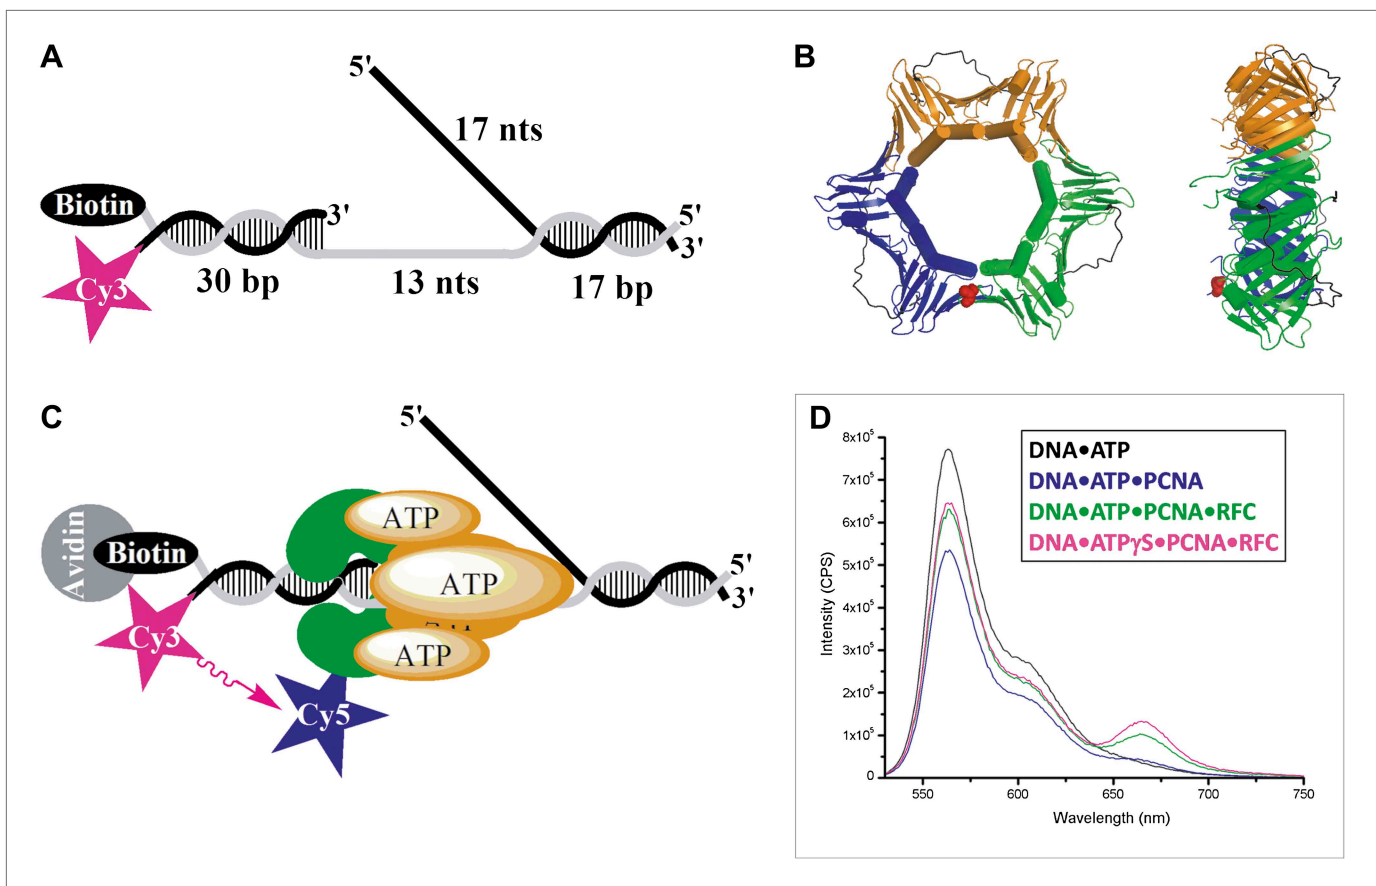 A
5'
17 nts
Biotin
3'
5'
3'
Cy3
30 bp
13 nts
17 bp
B
C
5'
Avidin
Biotin
ATP
ATP
5'
3'
Cy3
ATP
Cy5
D
8x10⁵
7x10⁵
6x10⁵
5x10⁵
4x10⁵
3x10⁵
2x10⁵
1x10⁵
0
Intensity (CPS)
DNA•ATP
DNA•ATP•PCNA
DNA•ATP•PCNA•RFC
DNA•ATPγS•PCNA•RFC
550 600 650 700 750
Wavelength (nm)